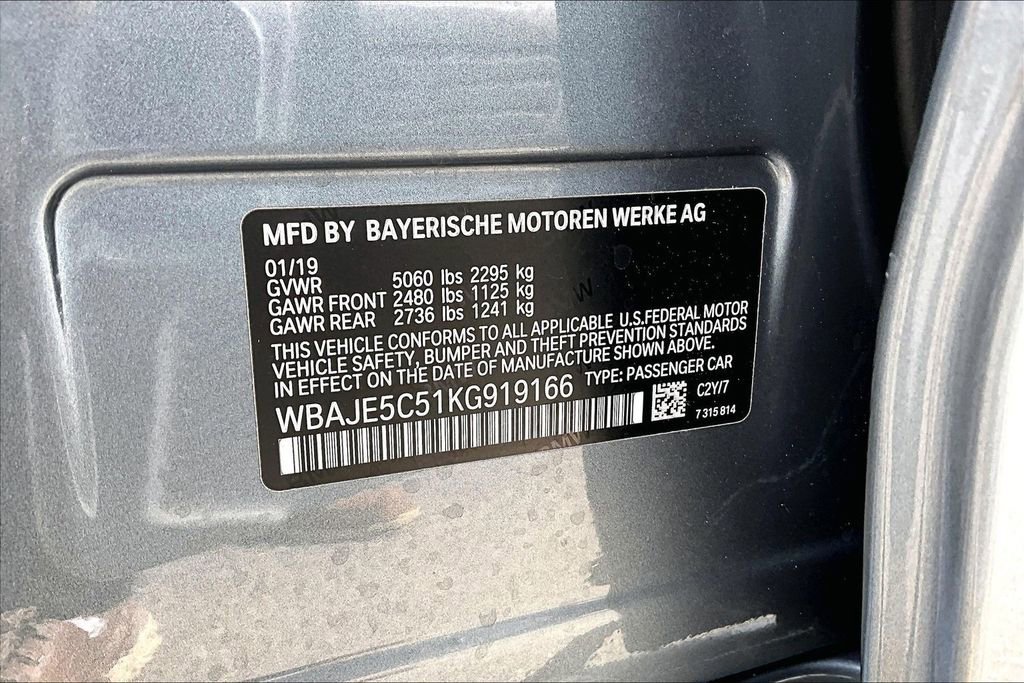 MFD BY BAYERISCHE MOTOREN WERKE AG
01/19
GVWR 5060 lbs 2295 kg
GAWR FRONT 2480 lbs 1125 kg
GAWR REAR 2736 lbs 1241 kg
THIS VEHICLE CONFORMS TO ALL APPLICABLE U.S.FEDERAL MOTOR
VEHICLE SAFETY, BUMPER AND THEFT PREVENTION STANDARDS
IN EFFECT ON THE DATE OF MANUFACTURE SHOWN ABOVE.
WBAJE5C51KG919166 TYPE: PASSENGER CAR
C2Y/7
7 315 814